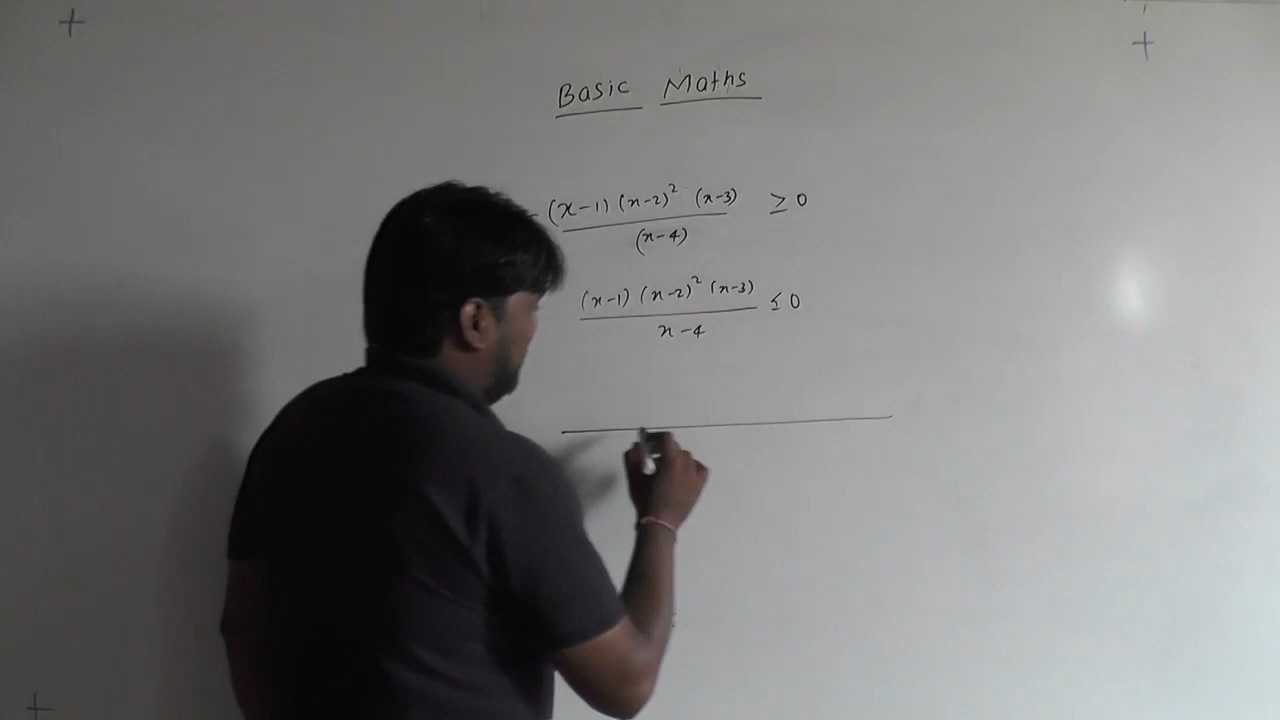 Basic Maths
- (x-1) (x-2)² (x-3) ≥ 0
(x-4)
(x-1) (x-2)² (x-3) ≤ 0
x-4